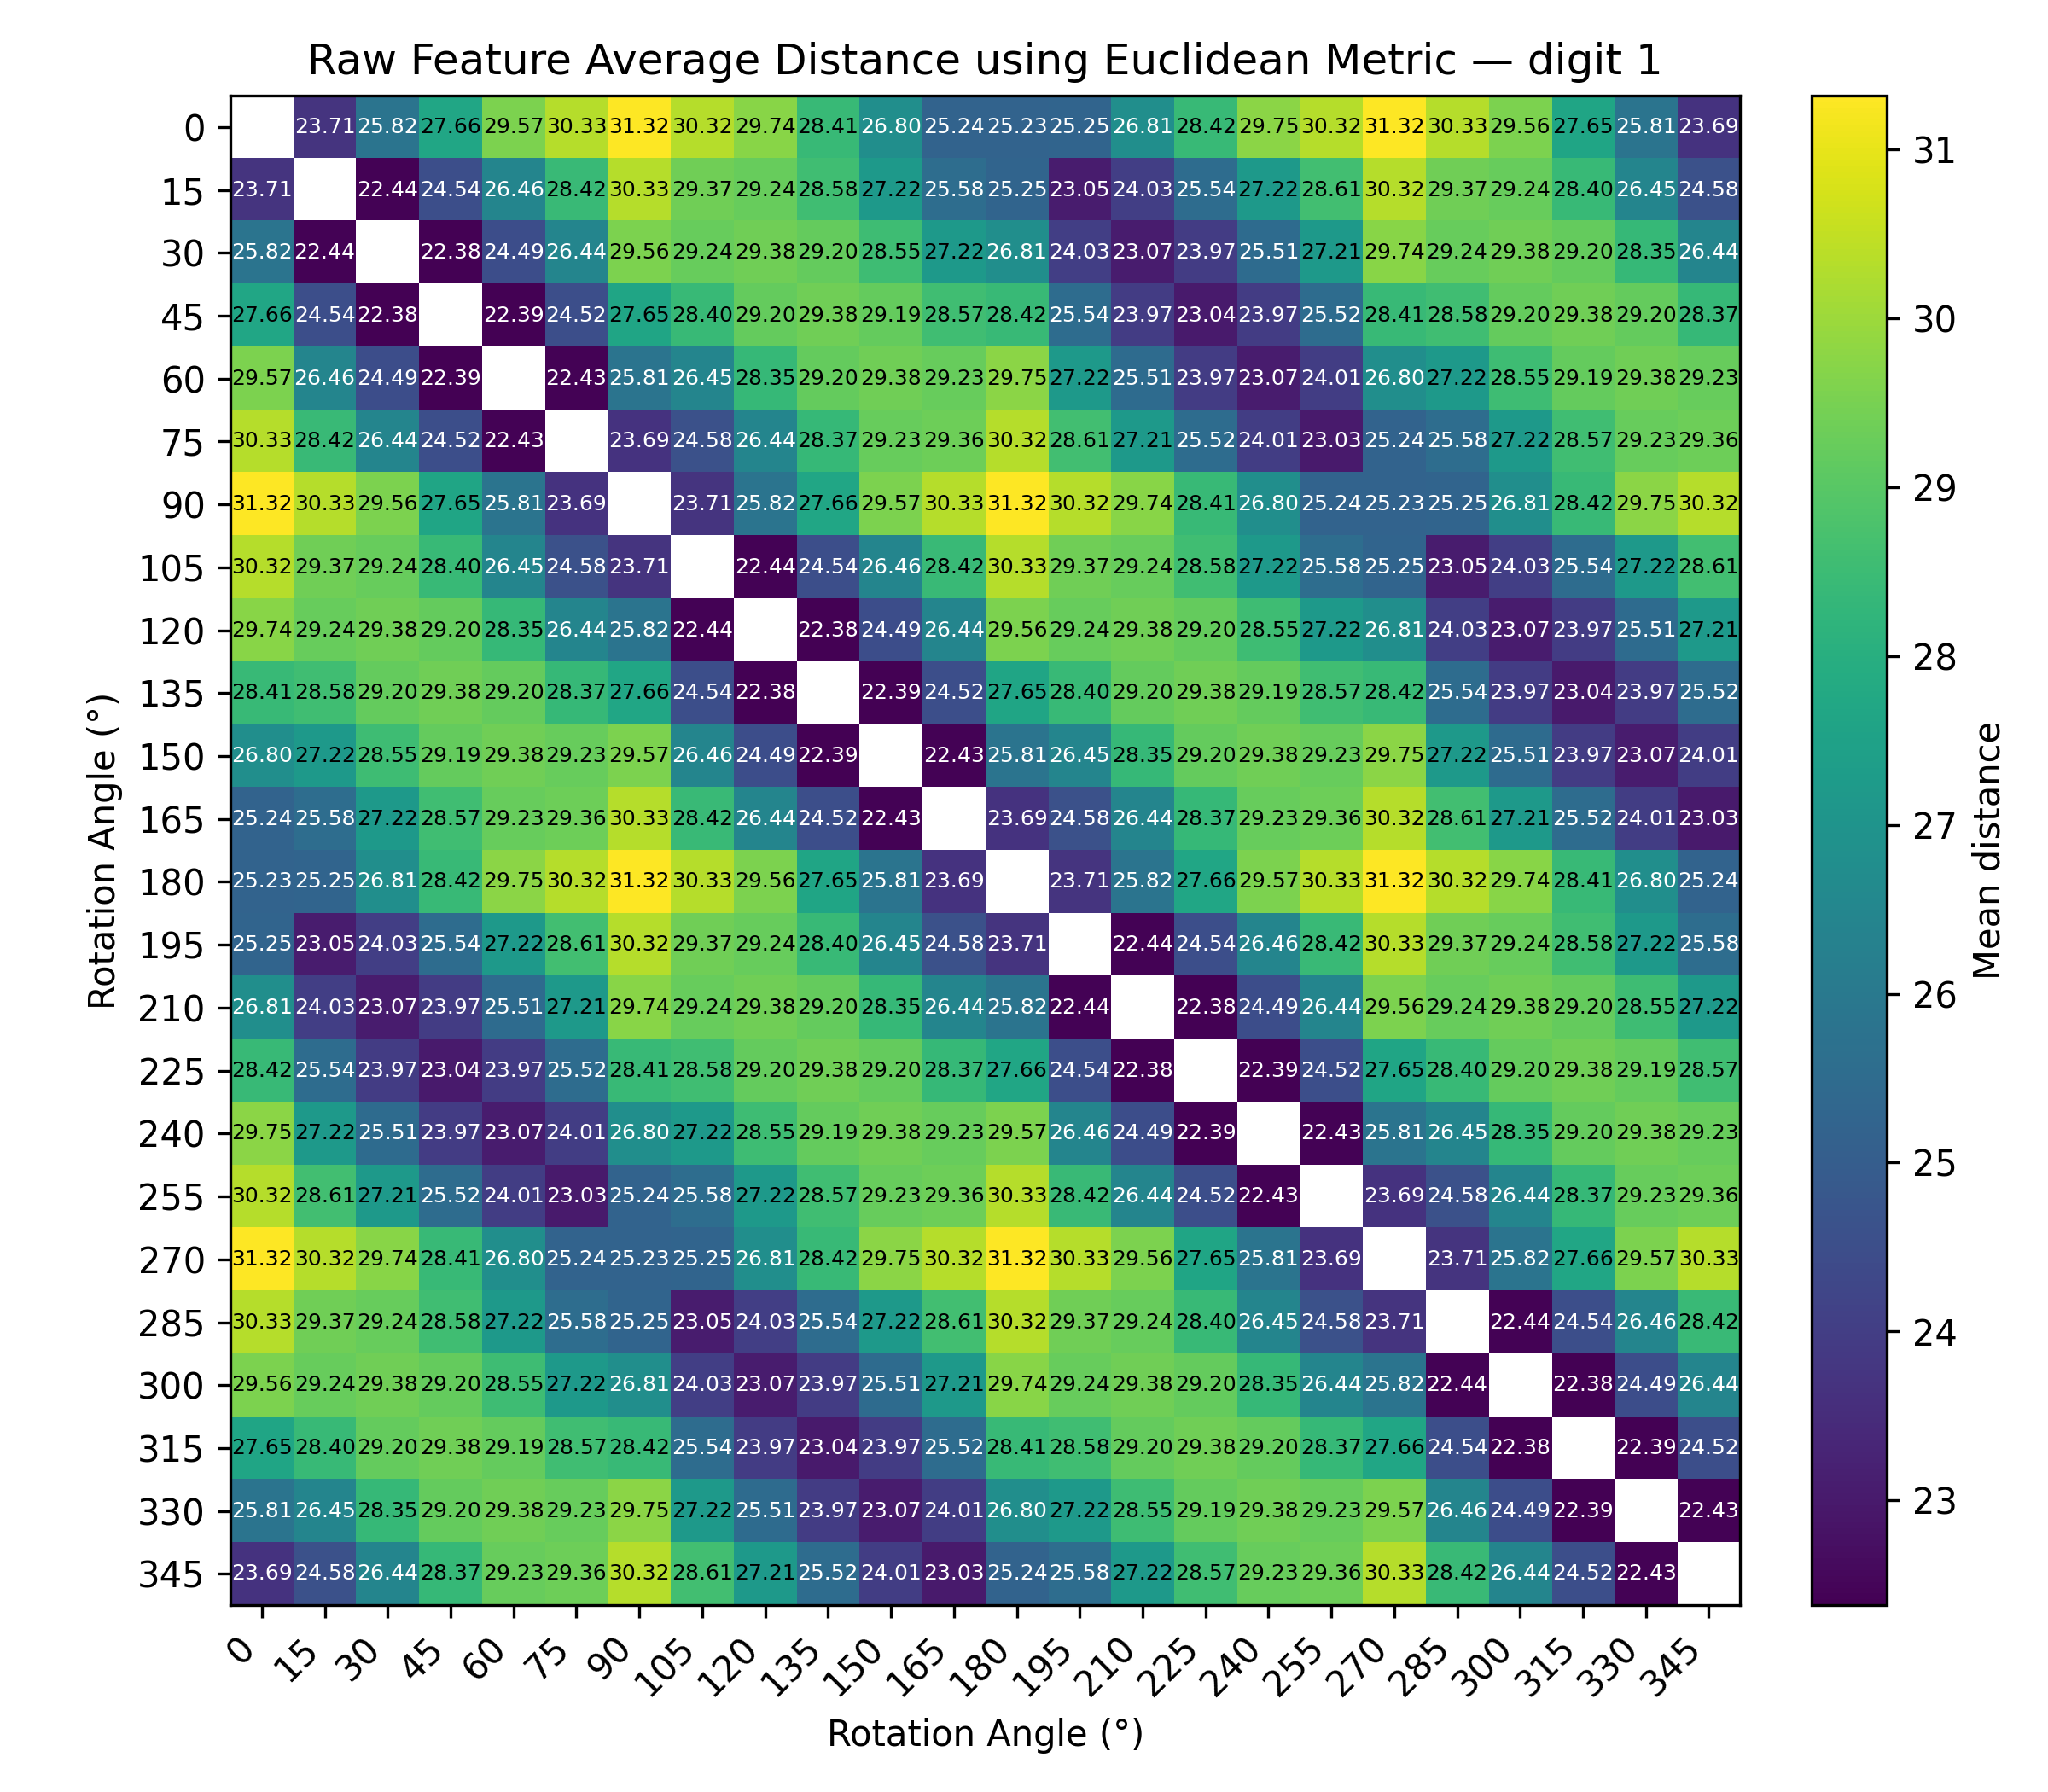 Raw Feature Average Distance using Euclidean Metric — digit 1
0 23.71 25.82 27.66 29.57 30.33 31.32 30.32 29.74 28.41 26.80 25.24 25.23 25.25 26.81 28.42 29.75 30.32 31.32 30.33 29.56 27.65 25.81 23.69
15 23.71 22.44 24.54 26.46 28.42 30.33 29.37 29.24 28.58 27.22 25.58 25.25 23.05 24.03 25.54 27.22 28.61 30.32 29.37 29.24 28.40 26.45 24.58
30 25.82 22.44 22.38 24.49 26.44 29.56 29.24 29.38 29.20 28.55 27.22 26.81 24.03 23.07 23.97 25.51 27.21 29.74 29.24 29.38 29.20 28.35 26.44
45 27.66 24.54 22.38 22.39 24.52 27.65 28.40 29.20 29.38 29.19 28.57 28.42 25.54 23.97 23.04 23.97 25.52 28.41 28.58 29.20 29.38 29.20 28.37
60 29.57 26.46 24.49 22.39 22.43 25.81 26.45 28.35 29.20 29.38 29.23 29.75 27.22 25.51 23.97 23.07 24.01 26.80 27.22 28.55 29.19 29.38 29.23
75 30.33 28.42 26.44 24.52 22.43 23.69 24.58 26.44 28.37 29.23 29.36 30.32 28.61 27.21 25.52 24.01 23.03 25.24 25.58 27.22 28.57 29.23 29.36
90 31.32 30.33 29.56 27.65 25.81 23.69 23.71 25.82 27.66 29.57 30.33 31.32 30.32 29.74 28.41 26.80 25.24 25.23 25.25 26.81 28.42 29.75 30.32
105 30.32 29.37 29.24 28.40 26.45 24.58 23.71 22.44 24.54 26.46 28.42 30.33 29.37 29.24 28.58 27.22 25.58 25.25 23.05 24.03 25.54 27.22 28.61
120 29.74 29.24 29.38 29.20 28.35 26.44 25.82 22.44 22.38 24.49 26.44 29.56 29.24 29.38 29.20 28.55 27.22 26.81 24.03 23.07 23.97 25.51 27.21
135 28.41 28.58 29.20 29.38 29.20 28.37 27.66 24.54 22.38 22.39 24.52 27.65 28.40 29.20 29.38 29.19 28.57 28.42 25.54 23.97 23.04 23.97 25.52
150 26.80 27.22 28.55 29.19 29.38 29.23 29.57 26.46 24.49 22.39 22.43 25.81 26.45 28.35 29.20 29.38 29.23 29.75 27.22 25.51 23.97 23.07 24.01
165 25.24 25.58 27.22 28.57 29.23 29.36 30.33 28.42 26.44 24.52 22.43 23.69 24.58 26.44 28.37 29.23 29.36 30.32 28.61 27.21 25.52 24.01 23.03
180 25.23 25.25 26.81 28.42 29.75 30.32 31.32 30.33 29.56 27.65 25.81 23.69 23.71 25.82 27.66 29.57 30.33 31.32 30.32 29.74 28.41 26.80 25.24
195 25.25 23.05 24.03 25.54 27.22 28.61 30.32 29.37 29.24 28.40 26.45 24.58 23.71 22.44 24.54 26.46 28.42 30.33 29.37 29.24 28.58 27.22 25.58
210 26.81 24.03 23.07 23.97 25.51 27.21 29.74 29.24 29.38 29.20 28.35 26.44 25.82 22.44 22.38 24.49 26.44 29.56 29.24 29.38 29.20 28.55 27.22
225 28.42 25.54 23.97 23.04 23.97 25.52 28.41 28.58 29.20 29.38 29.20 28.37 27.66 24.54 22.38 22.39 24.52 27.65 28.40 29.20 29.38 29.19 28.57
240 29.75 27.22 25.51 23.97 23.07 24.01 26.80 27.22 28.55 29.19 29.38 29.23 29.57 26.46 24.49 22.39 22.43 25.81 26.45 28.35 29.20 29.38 29.23
255 30.32 28.61 27.21 25.52 24.01 23.03 25.24 25.58 27.22 28.57 29.23 29.36 30.33 28.42 26.44 24.52 22.43 23.69 24.58 26.44 28.37 29.23 29.36
270 31.32 30.32 29.74 28.41 26.80 25.24 25.23 25.25 26.81 28.42 29.75 30.32 31.32 30.33 29.56 27.65 25.81 23.69 23.71 25.82 27.66 29.57 30.33
285 30.33 29.37 29.24 28.58 27.22 25.58 25.25 23.05 24.03 25.54 27.22 28.61 30.32 29.37 29.24 28.40 26.45 24.58 23.71 22.44 24.54 26.46 28.42
300 29.56 29.24 29.38 29.20 28.55 27.22 26.81 24.03 23.07 23.97 25.51 27.21 29.74 29.24 29.38 29.20 28.35 26.44 25.82 22.44 22.38 24.49 26.44
315 27.65 28.40 29.20 29.38 29.19 28.57 28.42 25.54 23.97 23.04 23.97 25.52 28.41 28.58 29.20 29.38 29.20 28.37 27.66 24.54 22.38 22.39 24.52
330 25.81 26.45 28.35 29.20 29.38 29.23 29.75 27.22 25.51 23.97 23.07 24.01 26.80 27.22 28.55 29.19 29.38 29.23 29.57 26.46 24.49 22.39 22.43
345 23.69 24.58 26.44 28.37 29.23 29.36 30.32 28.61 27.21 25.52 24.01 23.03 25.24 25.58 27.22 28.57 29.23 29.36 30.33 28.42 26.44 24.52 22.43
0 15 30 45 60 75 90 105 120 135 150 165 180 195 210 225 240 255 270 285 300 315 330 345
Rotation Angle (°)
Rotation Angle (°)
31
30
29
28
27
26
25
24
23
Mean distance